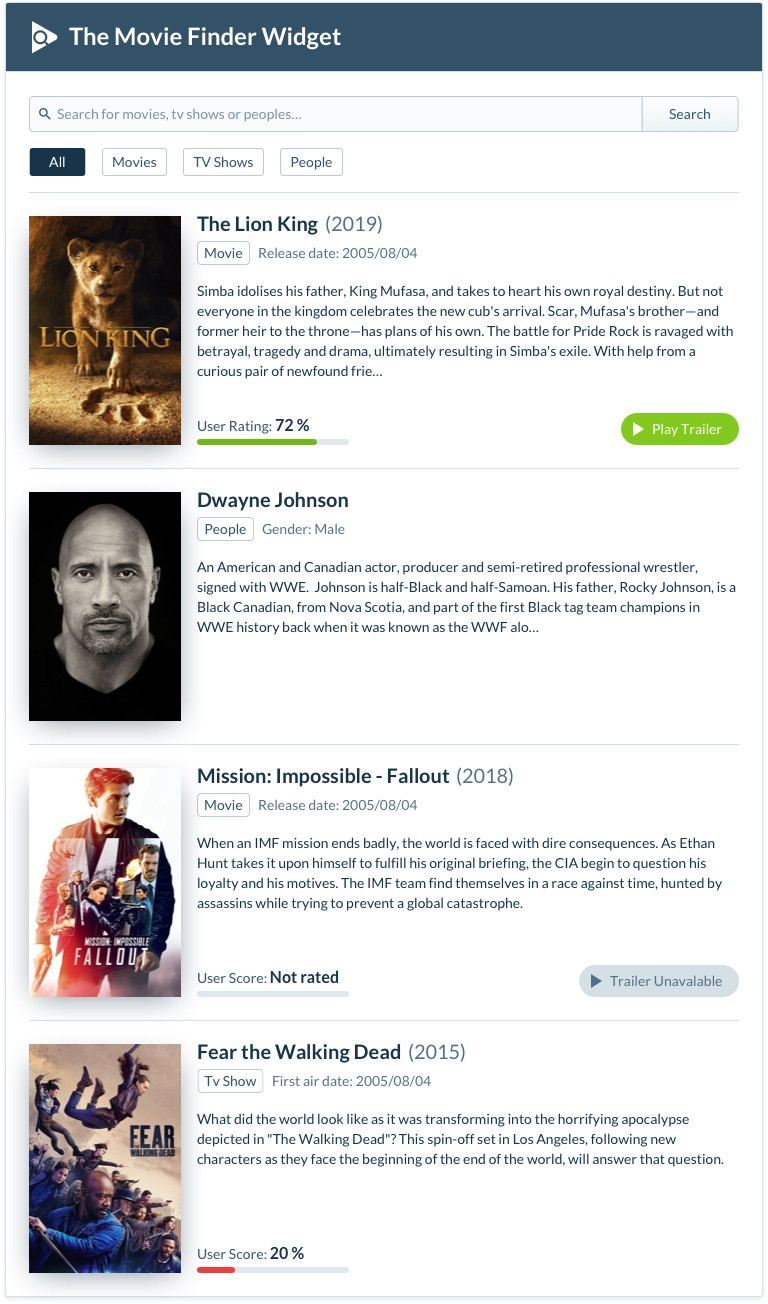 The Movie Finder Widget
Search for movies, tv shows or peoples...
Search
All
Movies
TV Shows
People
THE
LION KING
The Lion King (2019)
Movie
Release date: 2005/08/04
Simba idolises his father, King Mufasa, and takes to heart his own royal destiny. But not
everyone in the kingdom celebrates the new cub's arrival. Scar, Mufasa's brother—and
former heir to the throne—has plans of his own. The battle for Pride Rock is ravaged with
betrayal, tragedy and drama, ultimately resulting in Simba's exile. With help from a
curious pair of newfound frie...
User Rating: 72 %
Play Trailer
Dwayne Johnson
People
Gender: Male
An American and Canadian actor, producer and semi-retired professional wrestler,
signed with WWE.  Johnson is half-Black and half-Samoan. His father, Rocky Johnson, is a
Black Canadian, from Nova Scotia, and part of the first Black tag team champions in
WWE history back when it was known as the WWF alo...
MISSION: IMPOSSIBLE
FALLOUT
Mission: Impossible - Fallout (2018)
Movie
Release date: 2005/08/04
When an IMF mission ends badly, the world is faced with dire consequences. As Ethan
Hunt takes it upon himself to fulfill his original briefing, the CIA begin to question his
loyalty and his motives. The IMF team find themselves in a race against time, hunted by
assassins while trying to prevent a global catastrophe.
User Score: Not rated
Trailer Unavalable
FEAR
THE WALKING DEAD
Fear the Walking Dead (2015)
Tv Show
First air date: 2005/08/04
What did the world look like as it was transforming into the horrifying apocalypse
depicted in "The Walking Dead"? This spin-off set in Los Angeles, following new
characters as they face the beginning of the end of the world, will answer that question.
User Score: 20 %